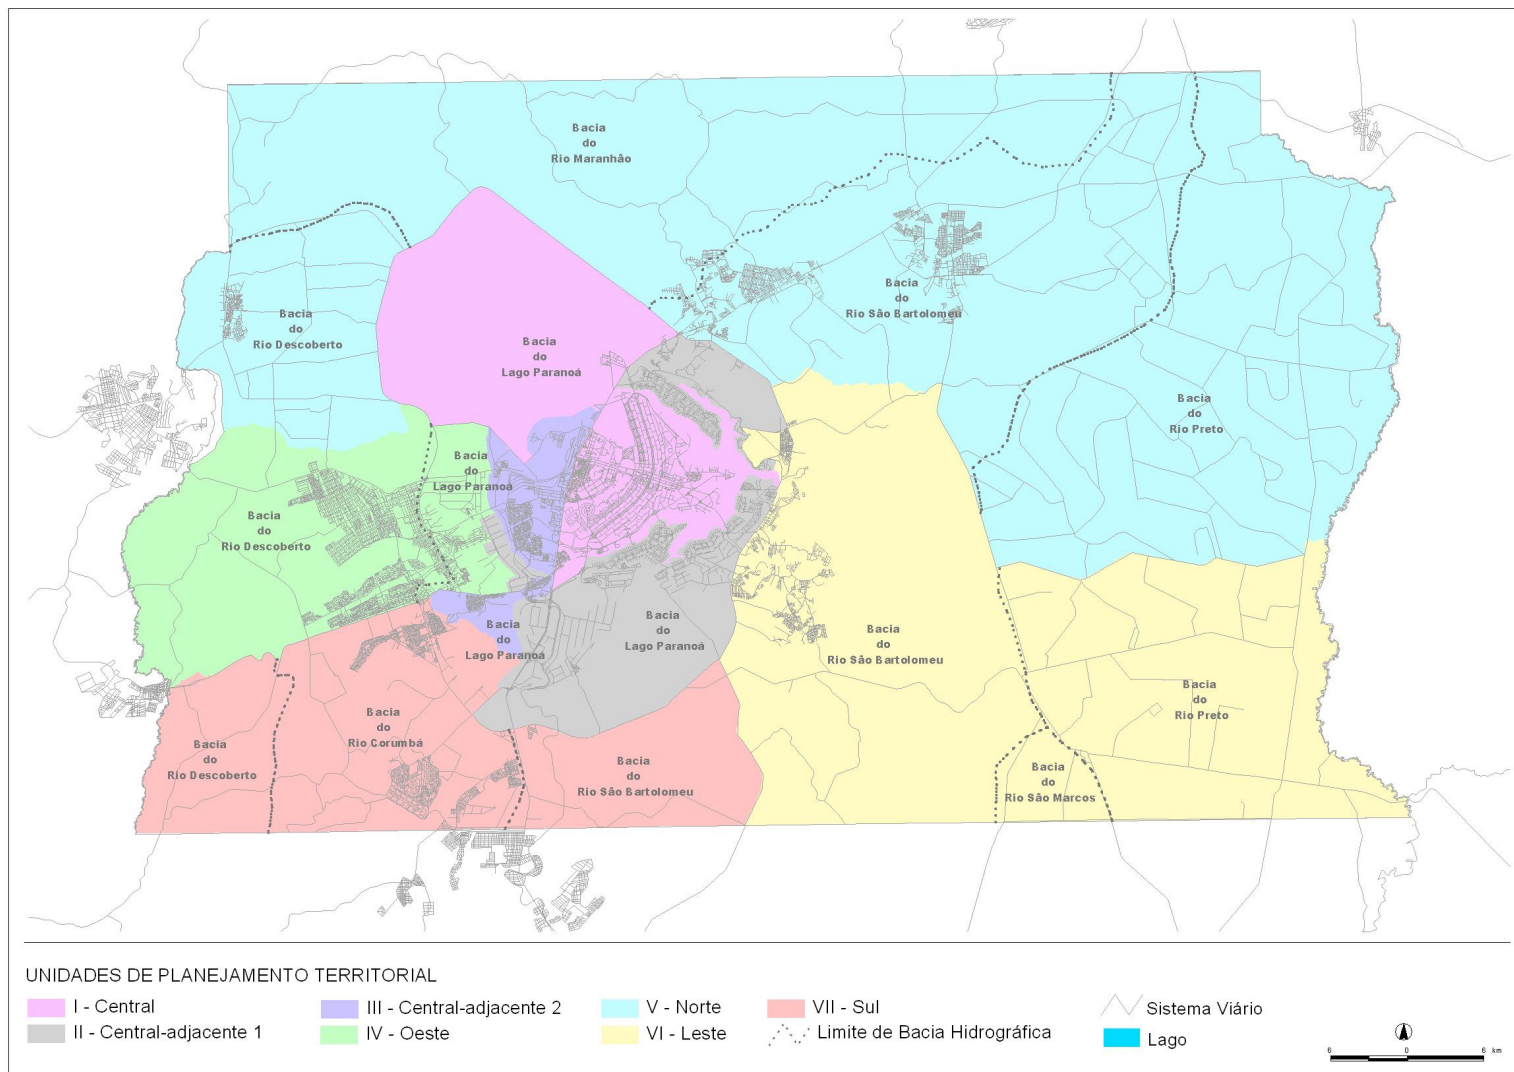 Bacia
do
Rio Maranhão
Bacia
do
Rio Descoberto
Bacia
do
Rio São Bartolomeu
Bacia
do
Lago Paranoá
Bacia
do
Rio Preto
Bacia
do
Lago Paranoá
Bacia
do
Rio Descoberto
Bacia
do
Lago Paranoá
Bacia
do
Lago Paranoá
Bacia
do
Rio São Bartolomeu
Bacia
do
Rio Preto
Bacia
do
Rio Corumbá
Bacia
do
Rio Descoberto
Bacia
do
Rio São Bartolomeu
Bacia
do
Rio São Marcos
UNIDADES DE PLANEJAMENTO TERRITORIAL
I - Central
II - Central-adjacente 1
III - Central-adjacente 2
IV - Oeste
V - Norte
VI - Leste
VII - Sul
Limite de Bacia Hidrográfica
Sistema Viário
Lago
6 0 6 km